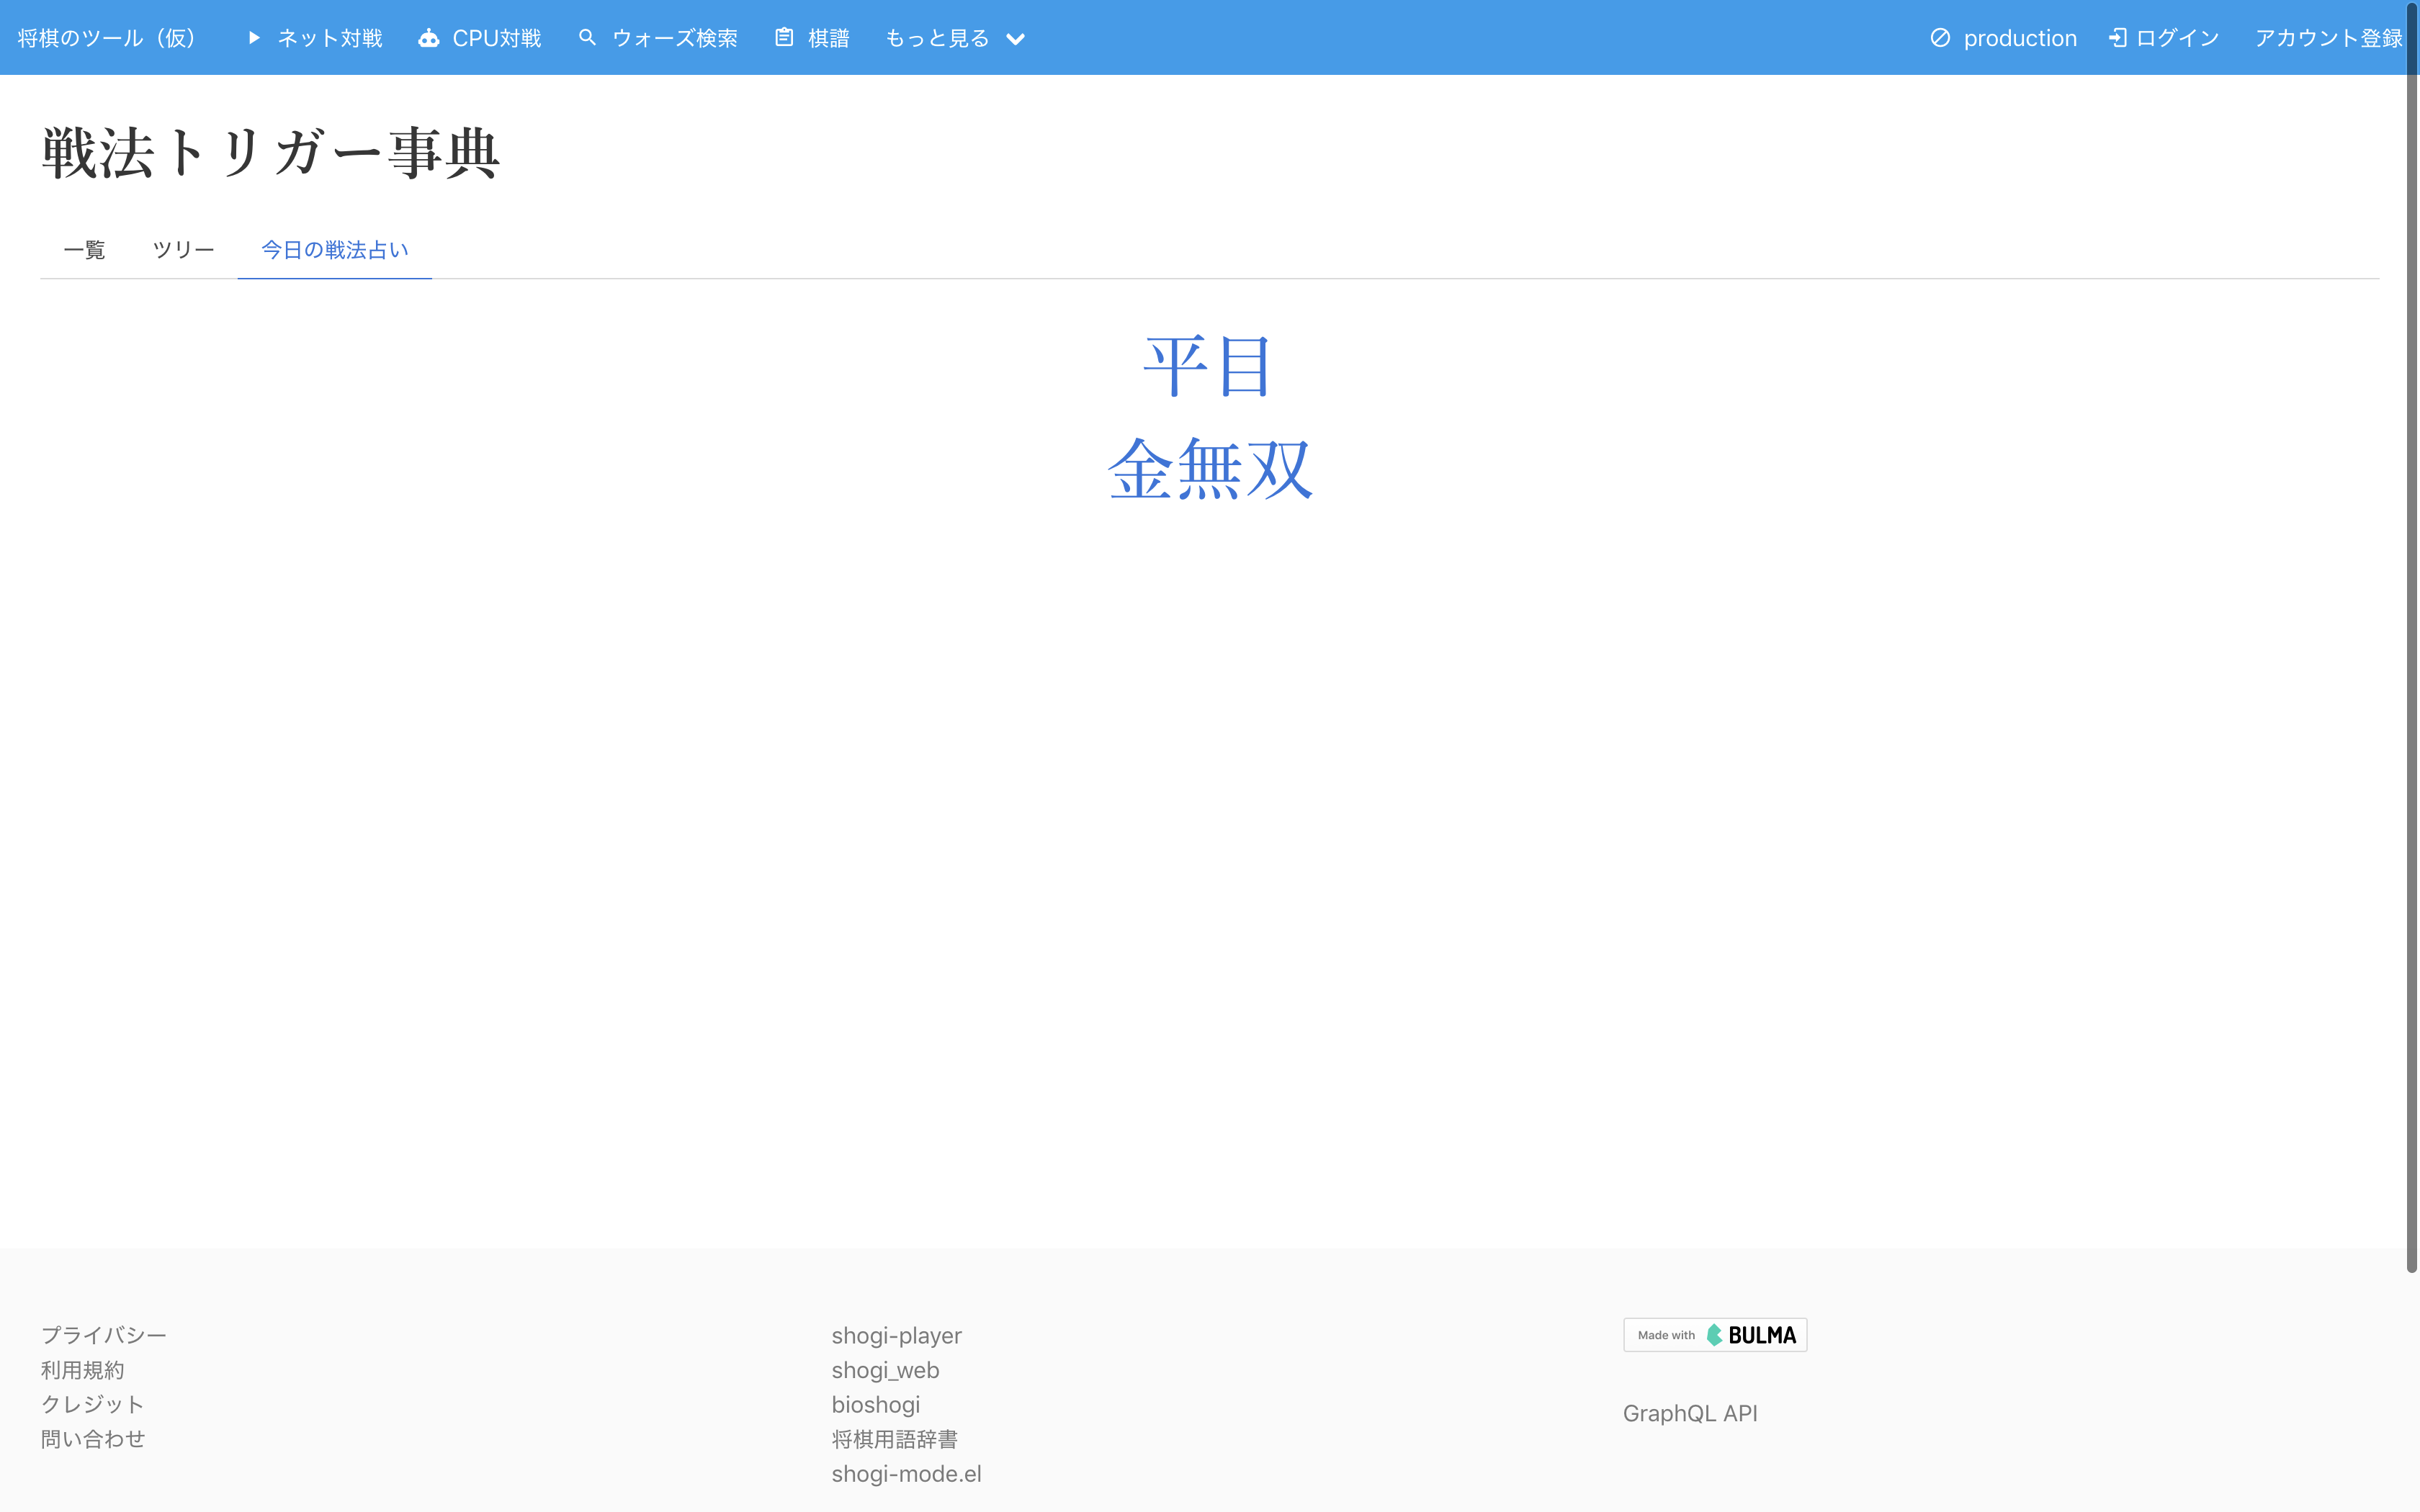 将棋のツール（仮） ネット対戦 CPU対戦 ウォーズ検索 棋譜 もっと見る production ログイン アカウント登録
戦法トリガー事典
一覧 ツリー 今日の戦法占い
平目
金無双
プライバシー
利用規約
クレジット
問い合わせ
shogi-player
shogi_web
bioshogi
将棋用語辞書
shogi-mode.el
Made with BULMA
GraphQL API